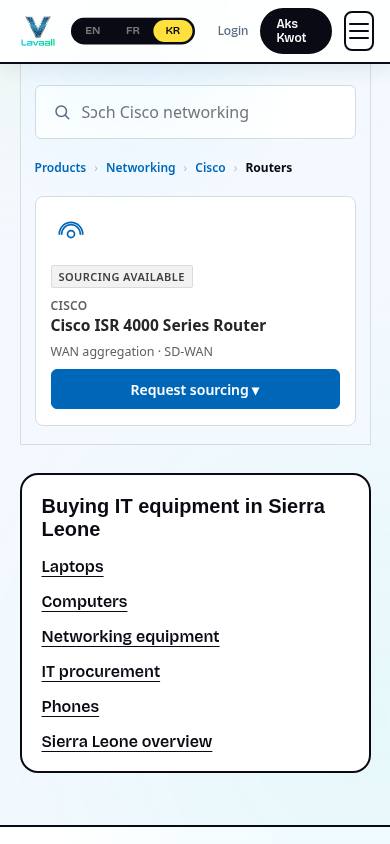 Lavaall
EN FR KR
Login
Aks
Kwot
Sɔch Cisco networking
Products › Networking › Cisco › Routers
SOURCING AVAILABLE
CISCO
Cisco ISR 4000 Series Router
WAN aggregation · SD-WAN
Request sourcing ▾
Buying IT equipment in Sierra
Leone
Laptops
Computers
Networking equipment
IT procurement
Phones
Sierra Leone overview